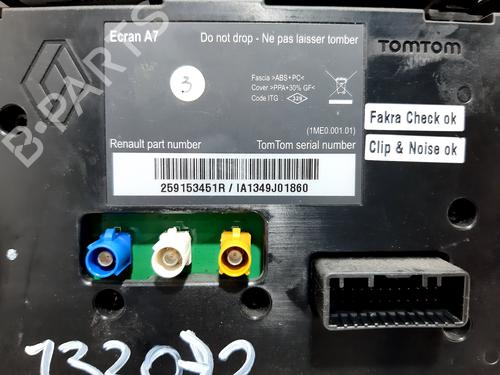 B-PARTS
Ecran A7
Do not drop - Ne pas laisser tomber
TOMTOM
3
Fascia >ABS+PC<
Cover >PPA+30% GF<
Code ITG
(1ME0.001.01)
Fakra Check ok
Clip & Noise ok
Renault part number
TomTom serial number
259153451R / IA1349J01860